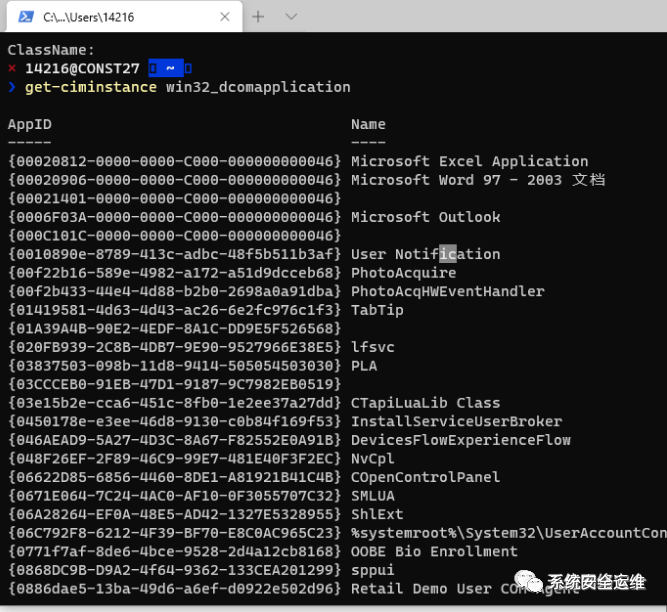 C:\...\Users\14216
ClassName:
× 14216@CONST27 ~
❯ get-ciminstance win32_dcomapplication
AppID Name
----- ----
{00020812-0000-0000-C000-000000000046} Microsoft Excel Application
{00020906-0000-0000-C000-000000000046} Microsoft Word 97 - 2003 文档
{00021401-0000-0000-C000-000000000046}
{0006F03A-0000-0000-C000-000000000046} Microsoft Outlook
{000C101C-0000-0000-C000-000000000046}
{0010890e-8789-413c-adbc-48f5b511b3af} User Notification
{00f22b16-589e-4982-a172-a51d9dcceb68} PhotoAcquire
{00f2b433-44e4-4d88-b2b0-2698a0a91dba} PhotoAcqHWEventHandler
{01419581-4d63-4d43-ac26-6e2fc976c1f3} TabTip
{01A39A4B-90E2-4EDF-8A1C-DD9E5F526568}
{020FB939-2C8B-4DB7-9E90-9527966E38E5} lfsvc
{03837503-098b-11d8-9414-505054503030} PLA
{03CCCEB0-91EB-47D1-9187-9C7982EB0519}
{03e15b2e-cca6-451c-8fb0-1e2ee37a27dd} CTapiLuaLib Class
{0450178e-e3ee-46d8-9130-c0b84f169f53} InstallServiceUserBroker
{046AEAD9-5A27-4D3C-8A67-F82552E0A91B} DevicesFlowExperienceFlow
{048F26EF-2F89-46C9-99E7-481E40F3F2EC} NvCpl
{06622D85-6856-4460-8DE1-A81921B41C4B} COpenControlPanel
{0671E064-7C24-4AC0-AF10-0F3055707C32} SMLUA
{06A28264-EF0A-48E5-AD42-1327E5328955} ShlExt
{06C792F8-6212-4F39-BF70-E8C0AC965C23} %systemroot%\System32\UserAccountCon
{0771f7af-8de6-4bce-9528-2d4a12cb8168} OOBE Bio Enrollment
{0868DC9B-D9A2-4f64-9362-133CEA201299} sppui
{0886dae5-13ba-49d6-a6ef-d0922e502d96} Retail Demo User COM Agent
系统安全运维